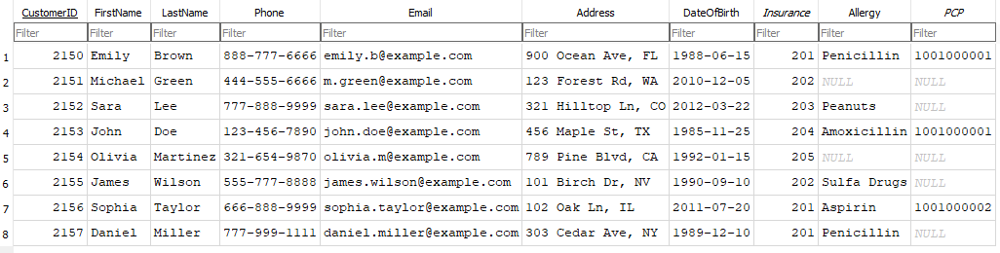 CustomerID FirstName LastName Phone Email Address DateOfBirth Insurance Allergy PCP
Filter Filter Filter Filter Filter Filter Filter Filter Filter Filter
1 2150 Emily Brown 888-777-6666 emily.b@example.com 900 Ocean Ave, FL 1988-06-15 201 Penicillin 1001000001
2 2151 Michael Green 444-555-6666 m.green@example.com 123 Forest Rd, WA 2010-12-05 202 NULL NULL
3 2152 Sara Lee 777-888-9999 sara.lee@example.com 321 Hilltop Ln, CO 2012-03-22 203 Peanuts NULL
4 2153 John Doe 123-456-7890 john.doe@example.com 456 Maple St, TX 1985-11-25 204 Amoxicillin 1001000001
5 2154 Olivia Martinez 321-654-9870 olivia.m@example.com 789 Pine Blvd, CA 1992-01-15 205 NULL NULL
6 2155 James Wilson 555-777-8888 james.wilson@example.com 101 Birch Dr, NV 1990-09-10 202 Sulfa Drugs NULL
7 2156 Sophia Taylor 666-888-9999 sophia.taylor@example.com 102 Oak Ln, IL 2011-07-20 201 Aspirin 1001000002
8 2157 Daniel Miller 777-999-1111 daniel.miller@example.com 303 Cedar Ave, NY 1989-12-10 201 Penicillin NULL